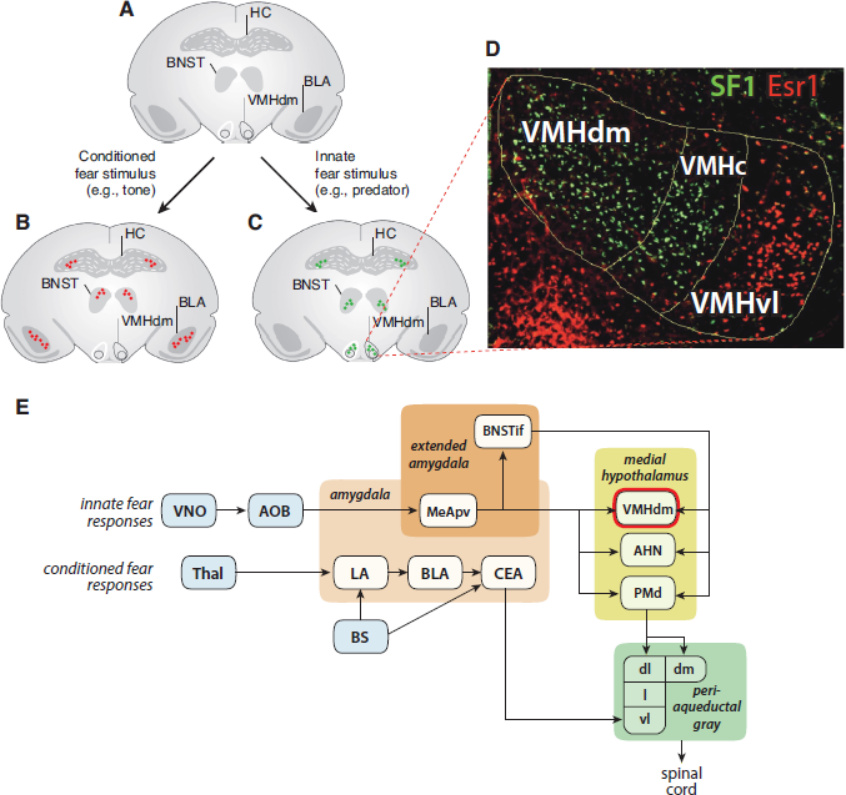 A
HC
BNST
BLA
VMHdm
Conditioned
fear stimulus
(e.g., tone)
Innate
fear stimulus
(e.g., predator)
B
HC
BNST
BLA
VMHdm
C
HC
BNST
BLA
VMHdm
D
SF1 Esr1
VMHdm
VMHc
VMHvl
E
extended
amygdala
BNSTif
amygdala
medial
hypothalamus
innate fear
responses
VNO
AOB
MeApv
VMHdm
AHN
conditioned fear
responses
Thal
LA
BLA
CEA
PMd
BS
dl
dm
l
vl
peri-
aqueductal
gray
spinal
cord